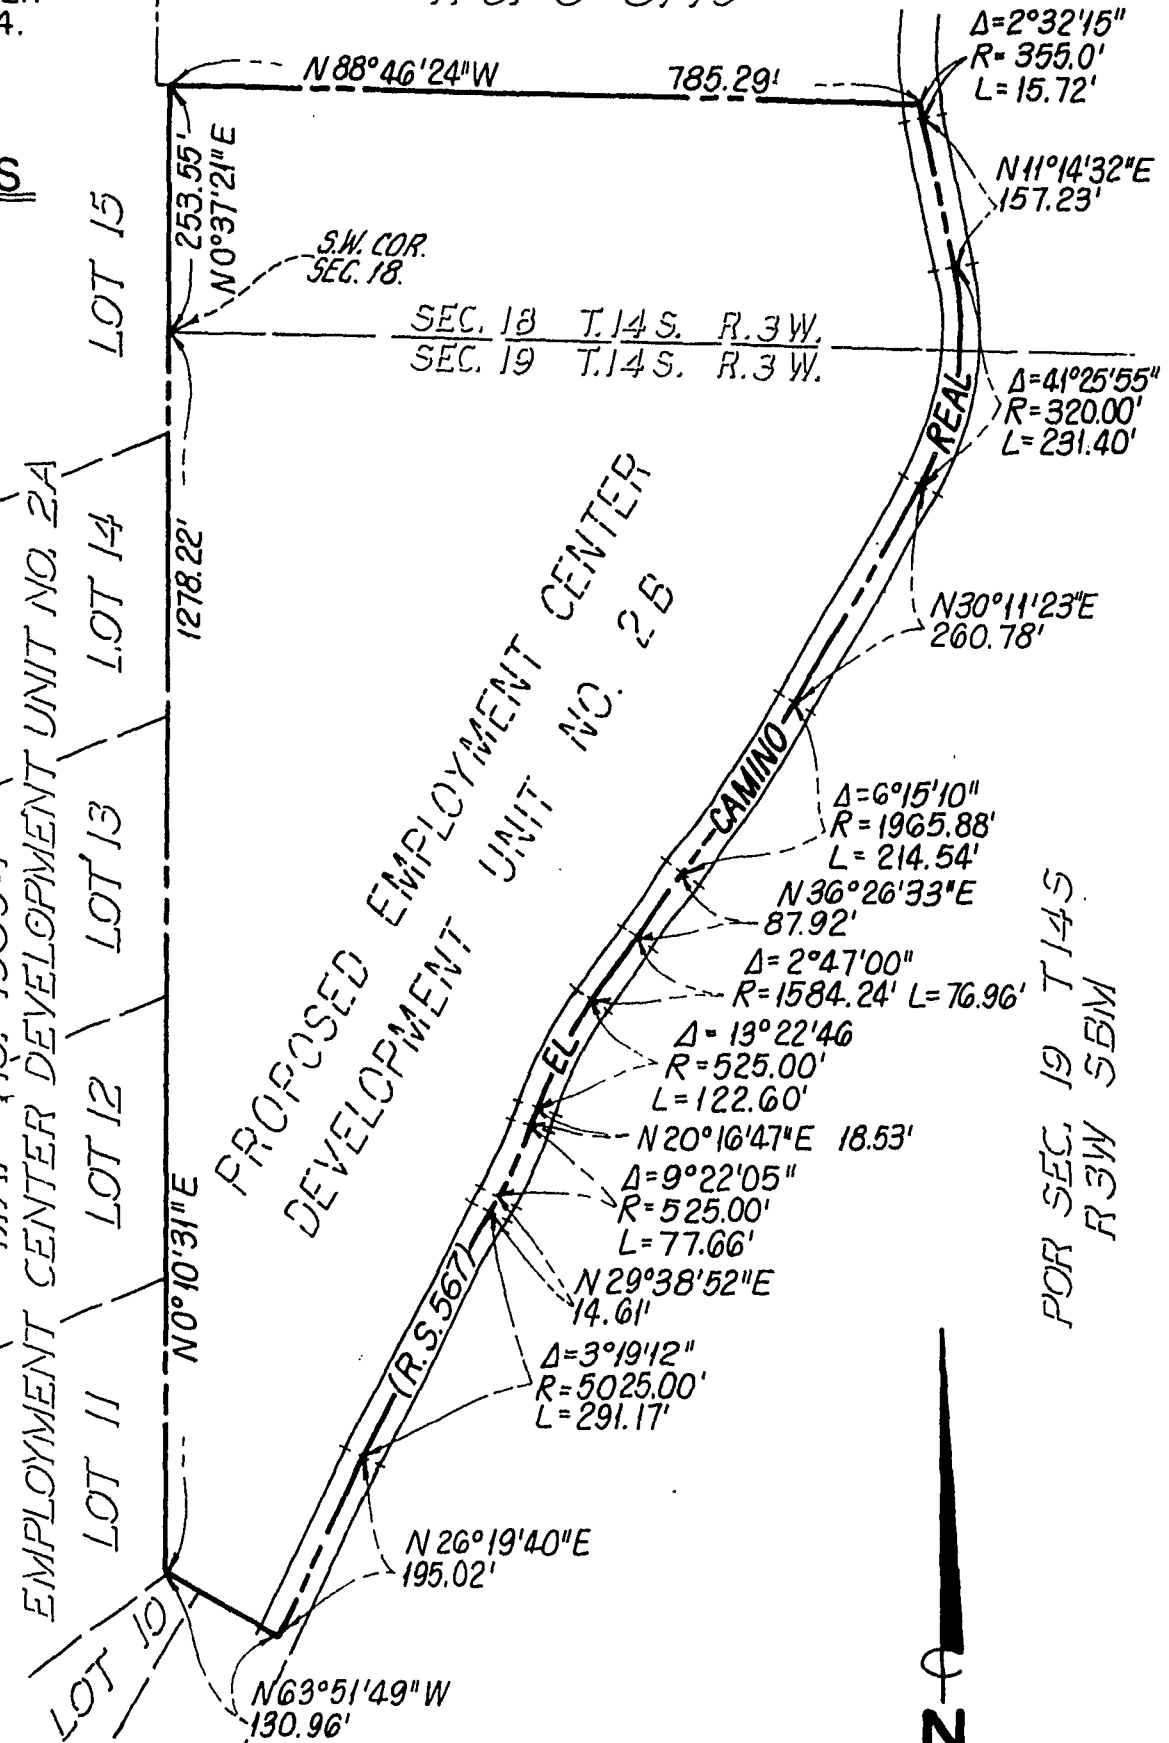 4.
S
N 88°46'24"W 785.29'
Δ=2°32'15"
R= 355.0'
L= 15.72'
253.55'
N0°37'21"E
N11°14'32"E
157.23'
LOT 15
S.W. COR.
SEC. 18.
SEC. 18 T.14 S. R.3 W.
SEC. 19 T.14 S. R.3 W.
Δ=41°25'55"
R=320.00'
L=231.40'
REAL
1278.22'
LOT 14
N30°11'23"E
260.78'
PROPOSED EMPLOYMENT CENTER
DEVELOPMENT UNIT NO. 2B
EMPLOYMENT CENTER DEVELOPMENT UNIT NO. 2A
CAMINO
LOT 13
Δ=6°15'10"
R= 1965.88'
L= 214.54'
N36°26'33"E
87.92'
Δ= 2°47'00"
R=1584.24' L=76.96'
EL
Δ= 13°22'46
R=525.00'
L=122.60'
LOT 12
N20°16'47"E 18.53'
Δ=9°22'05"
R=525.00'
L=77.66'
N0°10'31"E
N29°38'52"E
14.61'
(R.S. 567)
Δ=3°19'12"
R=5025.00'
L=291.17'
POR SEC. 19 T14S
R3W SBM
LOT 11
N 26°19'40"E
195.02'
LOT 10
N63°51'49"W
130.96'
N